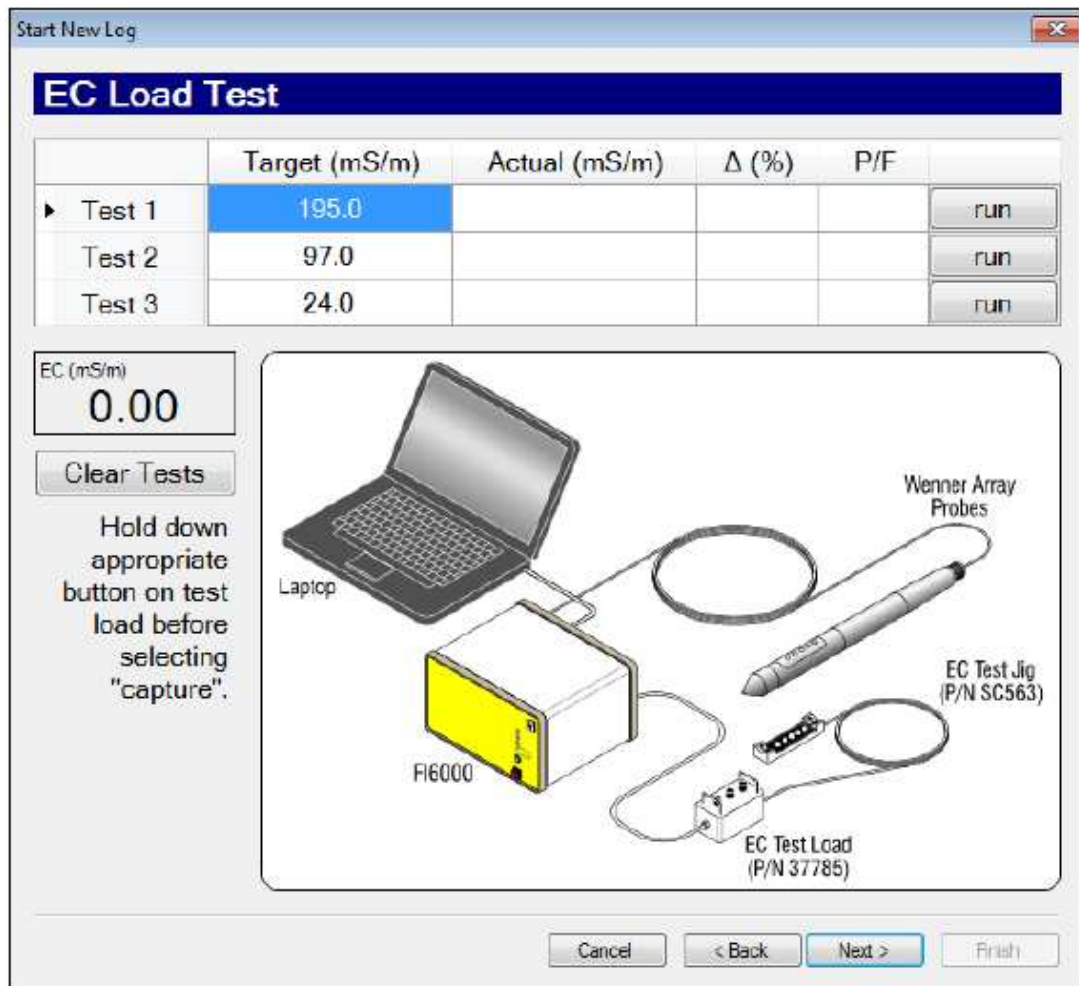 Start New Log
EC Load Test
Target (mS/m) Actual (mS/m) Δ (%) P/F
Test 1 195.0 run
Test 2 97.0 run
Test 3 24.0 run
EC (mS/m)
0.00
Clear Tests
Hold down
appropriate
button on test
load before
selecting
"capture".
Laptop
Wenner Array
Probes
EC Test Jig
(P/N SC563)
FI6000
EC Test Load
(P/N 37785)
Cancel < Back Next > Finish